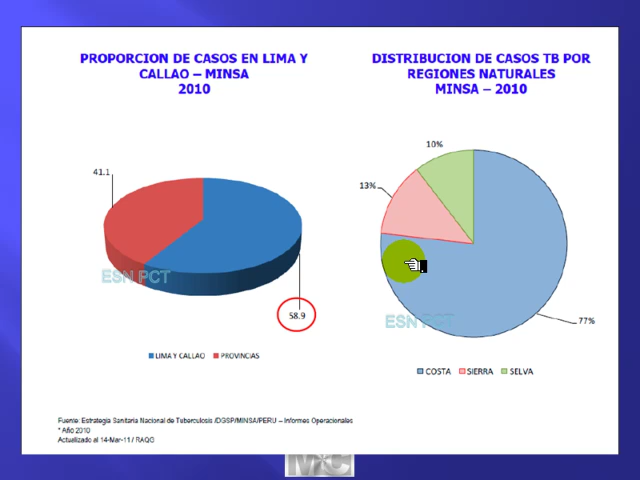 PROPORCION DE CASOS EN LIMA Y
CALLAO – MINSA
2010
41.1
ESN PCT
58.9
LIMA Y CALLAO PROVINCIAS
DISTRIBUCION DE CASOS TB POR
REGIONES NATURALES
MINSA – 2010
10%
13%
ESN PCT
77%
COSTA SIERRA SELVA
Fuente: Estrategia Sanitaria Nacional de Tuberculosis /DGSP/MINSA/PERU – Informes Operacionales
* Año 2010
Actualizado al 14-Mar-11 / RAQG